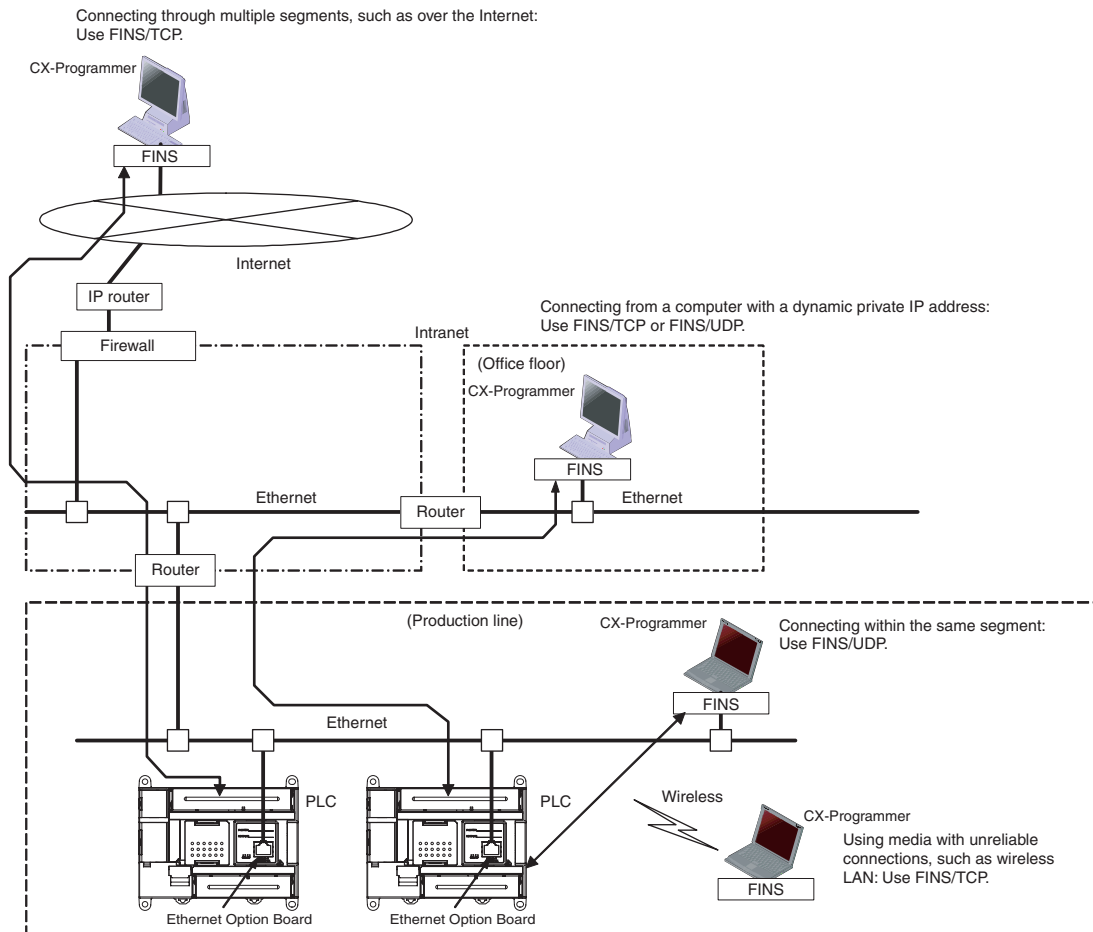 Connecting through multiple segments, such as over the Internet:
Use FINS/TCP.
CX-Programmer
FINS
Internet
IP router
Firewall
Intranet
Connecting from a computer with a dynamic private IP address:
Use FINS/TCP or FINS/UDP.
(Office floor)
CX-Programmer
FINS
Ethernet
Router
Ethernet
Router
(Production line)
CX-Programmer
Connecting within the same segment:
Use FINS/UDP.
FINS
Ethernet
PLC
PLC
Wireless
CX-Programmer
Using media with unreliable
connections, such as wireless
LAN: Use FINS/TCP.
FINS
Ethernet Option Board
Ethernet Option Board